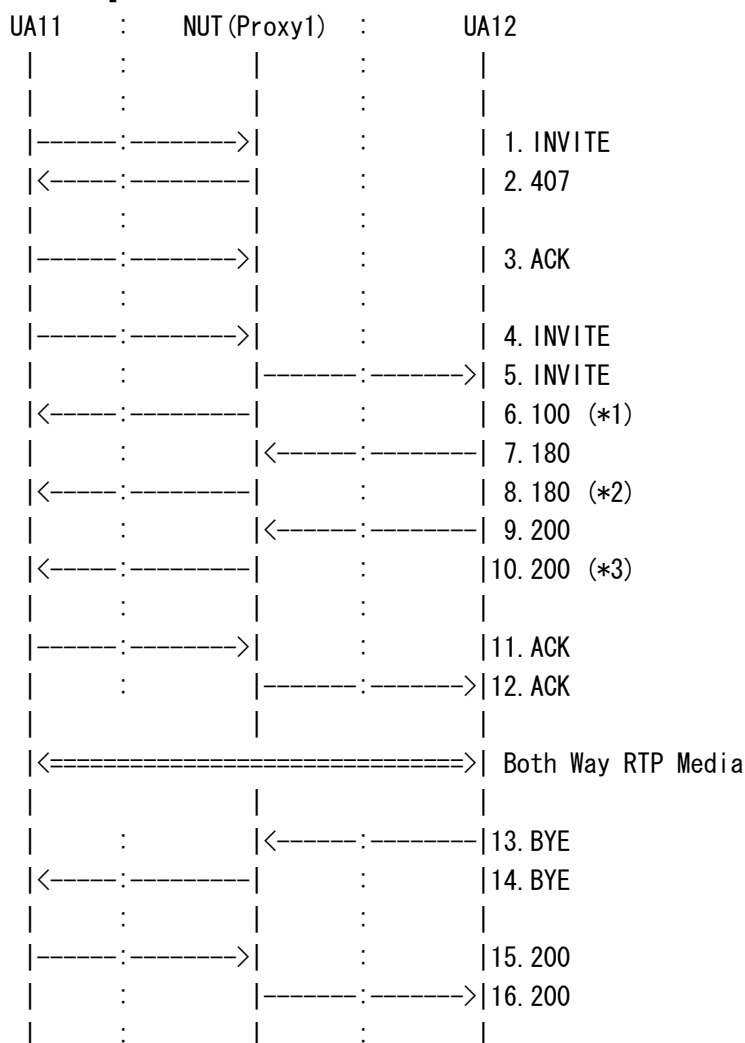 UA11 : NUT(Proxy1) : UA12
| : | : |
| : | : |
|------:-------->| : | 1.INVITE
|<-----:---------| : | 2.407
| : | : |
|------:-------->| : | 3.ACK
| : | : |
|------:-------->| : | 4.INVITE
| : |-------:------->| 5.INVITE
|<-----:---------| : | 6.100 (*1)
| : |<------:--------| 7.180
|<-----:---------| : | 8.180 (*2)
| : |<------:--------| 9.200
|<-----:---------| : |10.200 (*3)
| : | : |
|------:-------->| : |11.ACK
| : |-------:------->|12.ACK
| | |
|<===============================>| Both Way RTP Media
| | |
| : |<------:--------|13.BYE
|<-----:---------| : |14.BYE
| : | : |
|------:-------->| : |15.200
| : |-------:------->|16.200
| : | : |